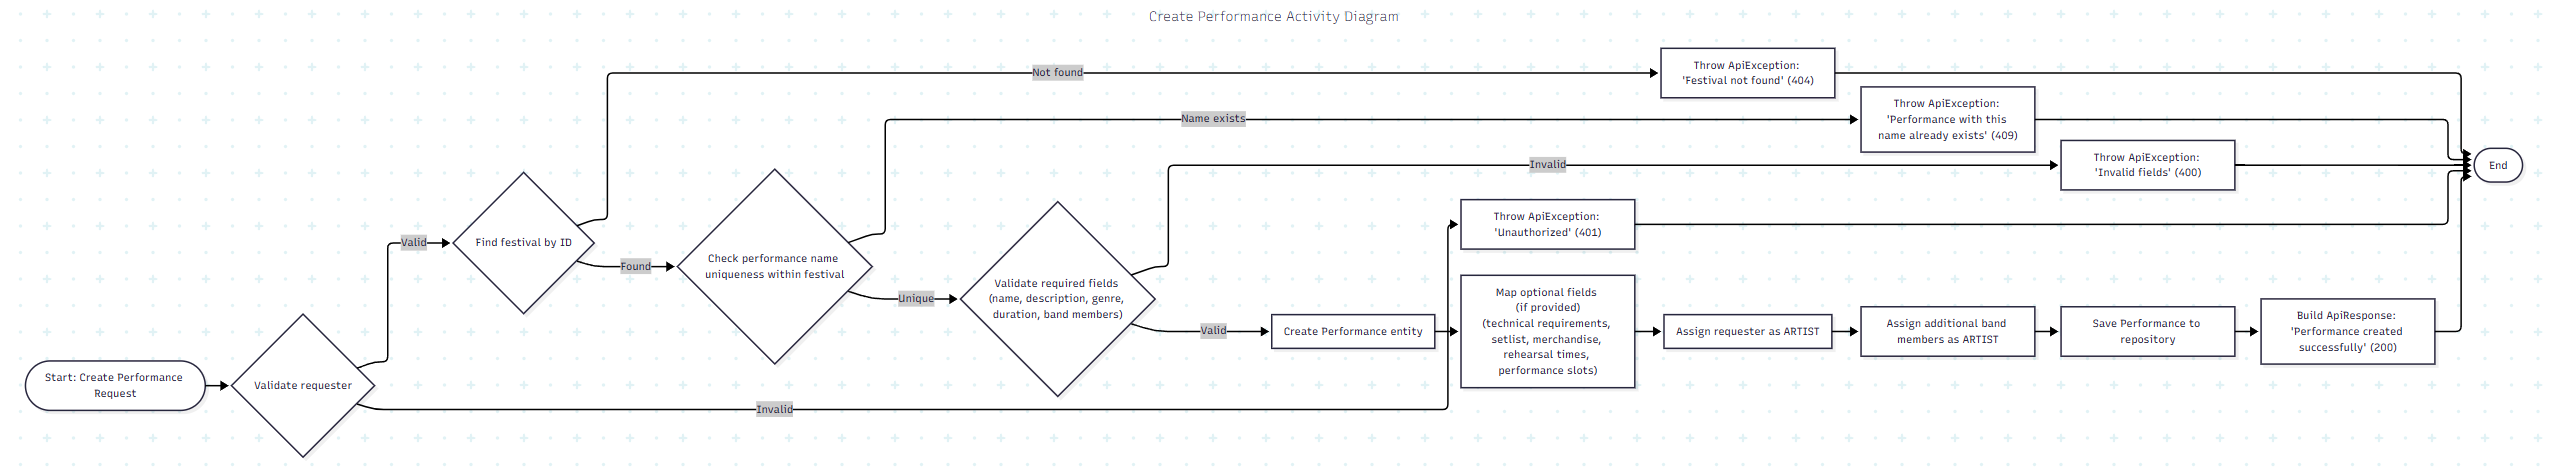 Create Performance Activity Diagram
Start: Create Performance
Request
Validate requester
Valid
Invalid
Find festival by ID
Not found
Found
Check performance name
uniqueness within festival
Name exists
Unique
Validate required fields
(name, description, genre,
duration, band members)
Invalid
Valid
Create Performance entity
Throw ApiException:
'Festival not found' (404)
Throw ApiException:
'Performance with this
name already exists' (409)
Throw ApiException:
'Invalid fields' (400)
Throw ApiException:
'Unauthorized' (401)
Map optional fields
(if provided)
(technical requirements,
setlist, merchandise,
rehearsal times,
performance slots)
Assign requester as ARTIST
Assign additional band
members as ARTIST
Save Performance to
repository
Build ApiResponse:
'Performance created
successfully' (200)
End